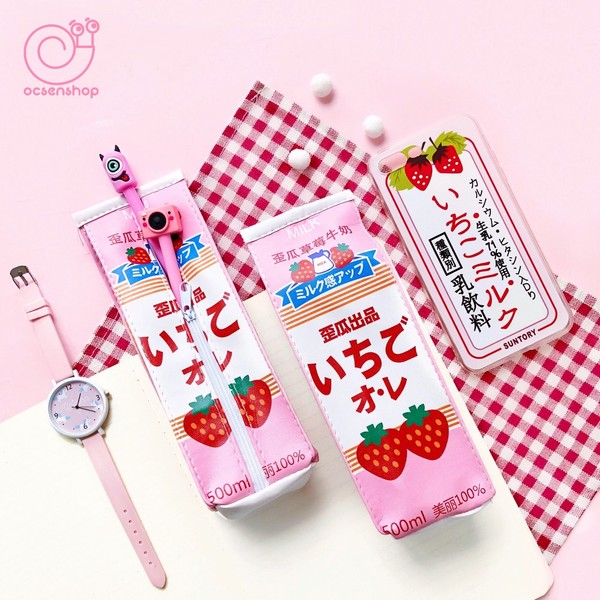 ocsenshop
MILK
歪瓜草莓牛奶
ミルク感アップ
歪瓜出品
いちご
オ・レ
500ml 美丽100%
MILK
歪瓜草莓牛奶
MILK
ミルク感アップ
歪瓜出品
いちご
オ・レ
500ml 美丽100%
カルシウム・ビタミンD入り
生乳71%使用
いちごミルク
種類別
乳飲料
SUNTORY